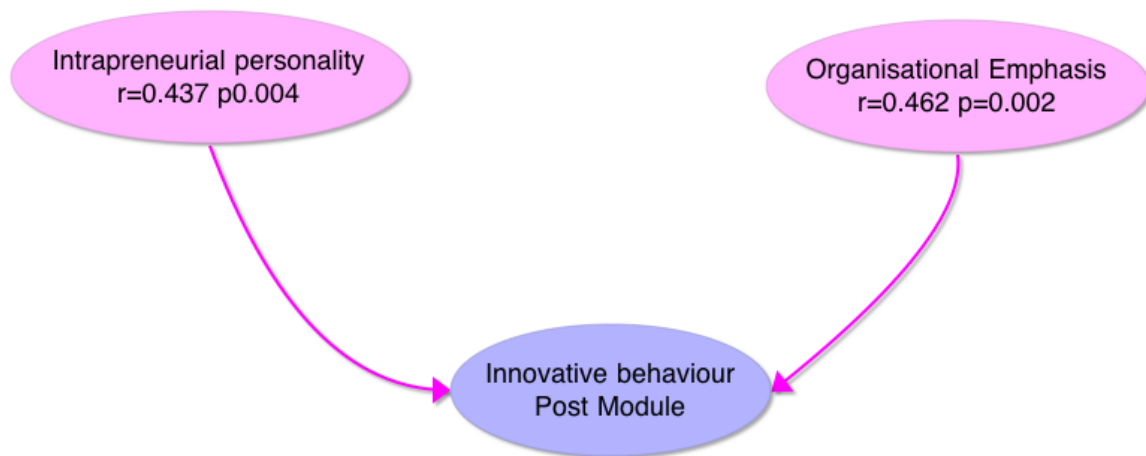 Intrapreneurial personality
r=0.437 p0.004
Organisational Emphasis
r=0.462 p=0.002
Innovative behaviour
Post Module